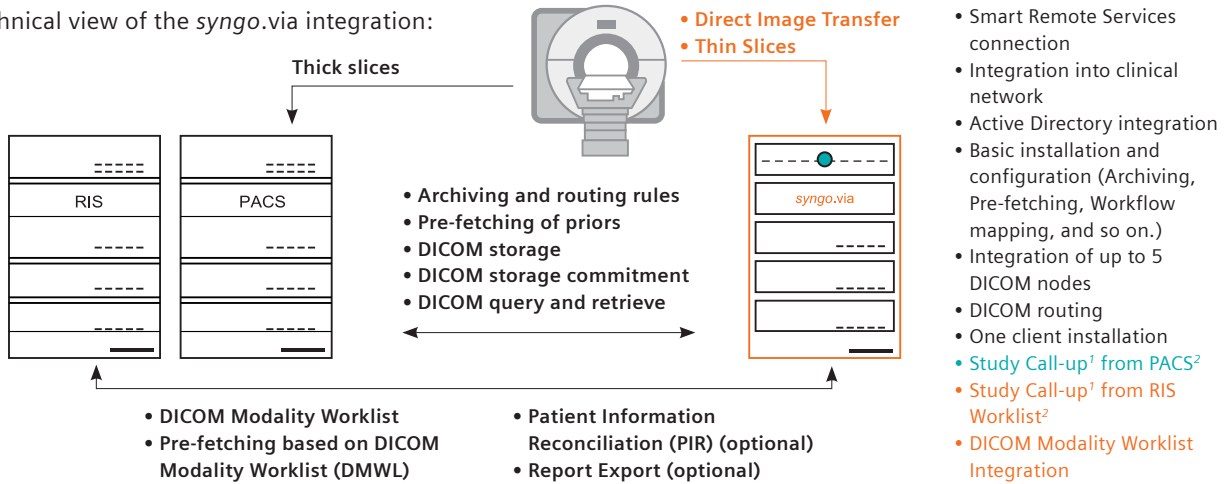 hnical view of the syngo.via integration:
• Direct Image Transfer
• Thin Slices
Thick slices
RIS
PACS
syngo.via
• Archiving and routing rules
• Pre-fetching of priors
• DICOM storage
• DICOM storage commitment
• DICOM query and retrieve
• DICOM Modality Worklist
• Pre-fetching based on DICOM
Modality Worklist (DMWL)
• Patient Information
Reconciliation (PIR) (optional)
• Report Export (optional)
• Smart Remote Services
connection
• Integration into clinical
network
• Active Directory integration
• Basic installation and
configuration (Archiving,
Pre-fetching, Workflow
mapping, and so on.)
• Integration of up to 5
DICOM nodes
• DICOM routing
• One client installation
• Study Call-up¹ from PACS²
• Study Call-up¹ from RIS
Worklist²
• DICOM Modality Worklist
Integration